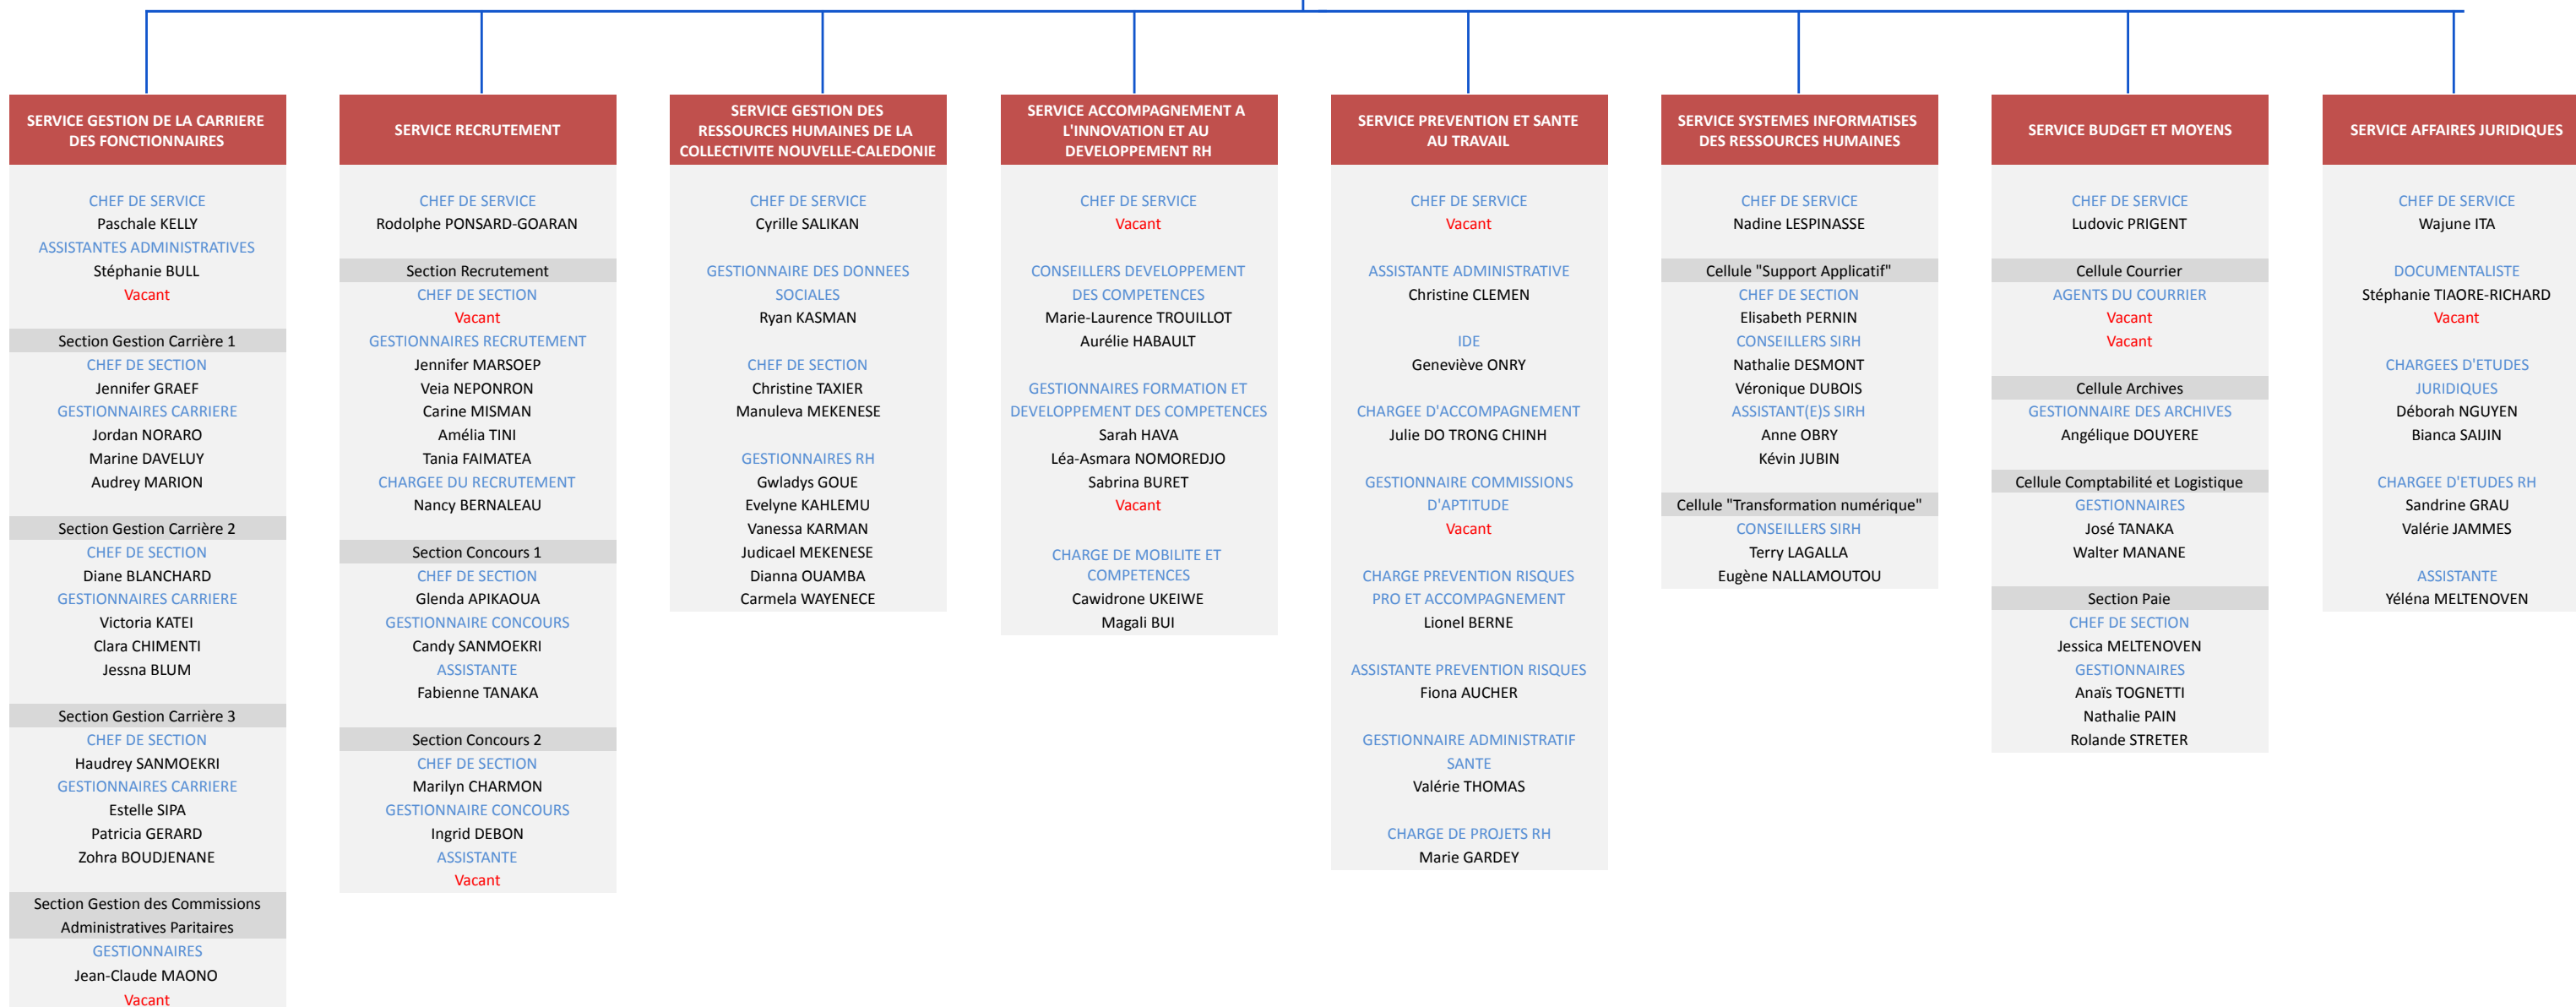 SERVICE GESTION DE LA CARRIERE
DES FONCTIONNAIRES
CHEF DE SERVICE
Paschale KELLY
ASSISTANTES ADMINISTRATIVES
Stéphanie BULL
Vacant
Section Gestion Carrière 1
CHEF DE SECTION
Jennifer GRAEF
GESTIONNAIRES CARRIERE
Jordan NORARO
Marine DAVELUY
Audrey MARION
Section Gestion Carrière 2
CHEF DE SECTION
Diane BLANCHARD
GESTIONNAIRES CARRIERE
Victoria KATEI
Clara CHIMENTI
Jessna BLUM
Section Gestion Carrière 3
CHEF DE SECTION
Haudrey SANMOEKRI
GESTIONNAIRES CARRIERE
Estelle SIPA
Patricia GERARD
Zohra BOUDJENANE
Section Gestion des Commissions
Administratives Paritaires
GESTIONNAIRES
Jean-Claude MAONO
Vacant
SERVICE RECRUTEMENT
CHEF DE SERVICE
Rodolphe PONSARD-GOARAN
Section Recrutement
CHEF DE SECTION
Vacant
GESTIONNAIRES RECRUTEMENT
Jennifer MARSOEP
Veia NEPONRON
Carine MISMAN
Amélia TINI
Tania FAIMATEA
CHARGEE DU RECRUTEMENT
Nancy BERNALEAU
Section Concours 1
CHEF DE SECTION
Glenda APIKAOUA
GESTIONNAIRE CONCOURS
Candy SANMOEKRI
ASSISTANTE
Fabienne TANAKA
Section Concours 2
CHEF DE SECTION
Marilyn CHARMON
GESTIONNAIRE CONCOURS
Ingrid DEBON
ASSISTANTE
Vacant
SERVICE GESTION DES
RESSOURCES HUMAINES DE LA
COLLECTIVITE NOUVELLE-CALEDONIE
CHEF DE SERVICE
Cyrille SALIKAN
GESTIONNAIRE DES DONNEES
SOCIALES
Ryan KASMAN
CHEF DE SECTION
Christine TAXIER
Manuleva MEKENESE
GESTIONNAIRES RH
Gwladys GOUE
Evelyne KAHLEMU
Vanessa KARMAN
Judicael MEKENESE
Dianna OUAMBA
Carmela WAYENECE
SERVICE ACCOMPAGNEMENT A
L'INNOVATION ET AU
DEVELOPPEMENT RH
CHEF DE SERVICE
Vacant
CONSEILLERS DEVELOPPEMENT
DES COMPETENCES
Marie-Laurence TROUILLOT
Aurélie HABAULT
GESTIONNAIRES FORMATION ET
DEVELOPPEMENT DES COMPETENCES
Sarah HAVA
Léa-Asmara NOMOREDJO
Sabrina BURET
Vacant
CHARGE DE MOBILITE ET
COMPETENCES
Cawidrone UKEIWE
Magali BUI
SERVICE PREVENTION ET SANTE
AU TRAVAIL
CHEF DE SERVICE
Vacant
ASSISTANTE ADMINISTRATIVE
Christine CLEMEN
IDE
Geneviève ONRY
CHARGEE D'ACCOMPAGNEMENT
Julie DO TRONG CHINH
GESTIONNAIRE COMMISSIONS
D'APTITUDE
Vacant
CHARGE PREVENTION RISQUES
PRO ET ACCOMPAGNEMENT
Lionel BERNE
ASSISTANTE PREVENTION RISQUES
Fiona AUCHER
GESTIONNAIRE ADMINISTRATIF
SANTE
Valérie THOMAS
CHARGE DE PROJETS RH
Marie GARDEY
SERVICE SYSTEMES INFORMATISES
DES RESSOURCES HUMAINES
CHEF DE SERVICE
Nadine LESPINASSE
Cellule "Support Applicatif"
CHEF DE SECTION
Elisabeth PERNIN
CONSEILLERS SIRH
Nathalie DESMONT
Véronique DUBOIS
ASSISTANT(E)S SIRH
Anne OBRY
Kévin JUBIN
Cellule "Transformation numérique"
CONSEILLERS SIRH
Terry LAGALLA
Eugène NALLAMOUTOU
SERVICE BUDGET ET MOYENS
CHEF DE SERVICE
Ludovic PRIGENT
Cellule Courrier
AGENTS DU COURRIER
Vacant
Vacant
Cellule Archives
GESTIONNAIRE DES ARCHIVES
Angélique DOUYERE
Cellule Comptabilité et Logistique
GESTIONNAIRES
José TANAKA
Walter MANANE
Section Paie
CHEF DE SECTION
Jessica MELTENOVEN
GESTIONNAIRES
Anaïs TOGNETTI
Nathalie PAIN
Rolande STRETER
SERVICE AFFAIRES JURIDIQUES
CHEF DE SERVICE
Wajune ITA
DOCUMENTALISTE
Stéphanie TIAORE-RICHARD
Vacant
CHARGEES D'ETUDES
JURIDIQUES
Déborah NGUYEN
Bianca SAIJIN
CHARGEE D'ETUDES RH
Sandrine GRAU
Valérie JAMMES
ASSISTANTE
Yéléna MELTENOVEN